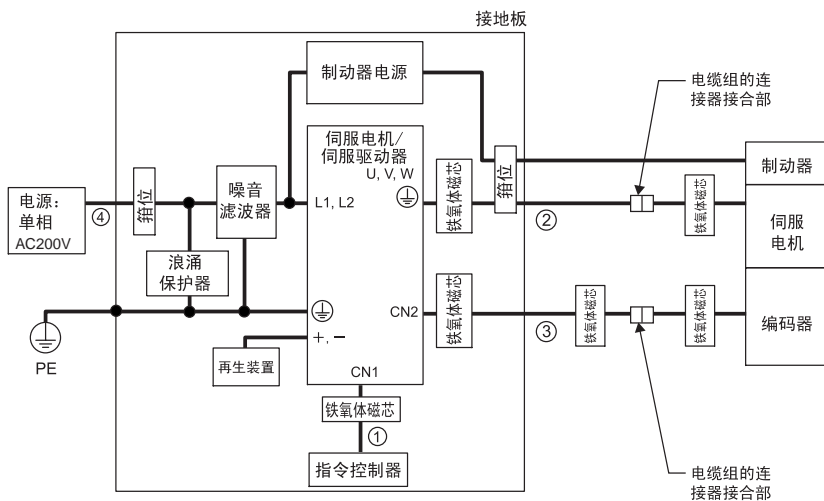 接地板
制动器电源
电缆组的连
接器接合部
伺服电机/
伺服驱动器
U, V, W
箝位
噪音
滤波器
L1, L2
铁氧体磁芯
箝位
制动器
电源：
单相
AC200V
④
②
铁氧体磁芯
伺服
电机
浪涌
保护器
CN2
铁氧体磁芯
③
铁氧体磁芯
铁氧体磁芯
编码器
PE
+, −
再生装置
CN1
铁氧体磁芯
①
指令控制器
电缆组的连
接器接合部